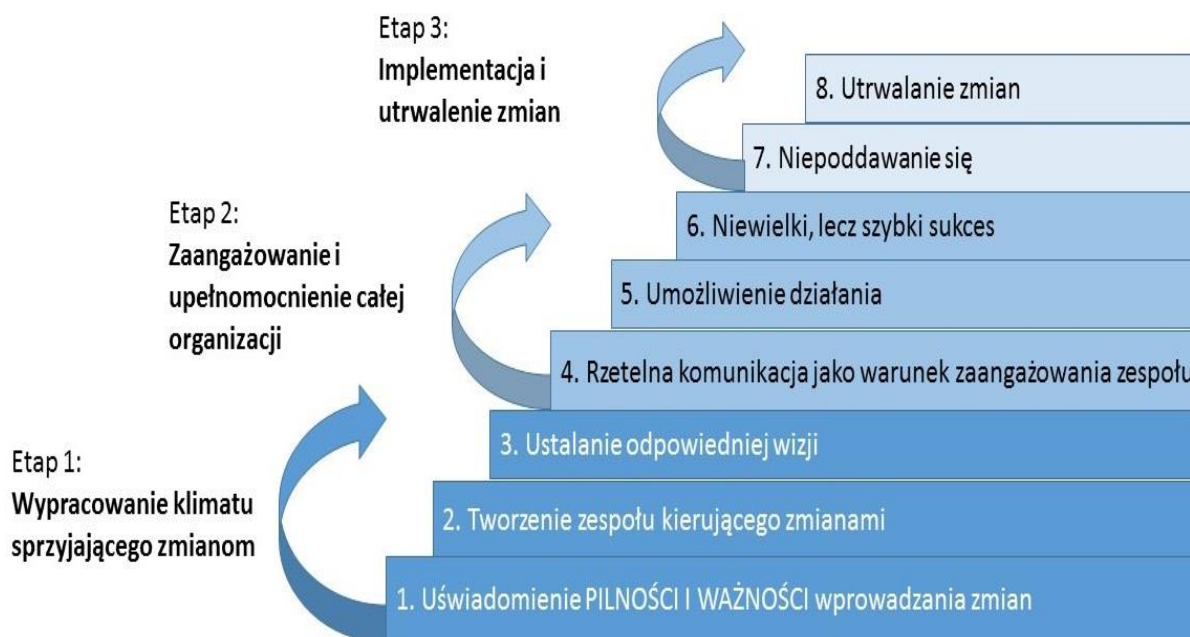 Etap 3:
Implementacja i
utrwalenie zmian
8. Utrwalanie zmian
7. Niepoddawanie się
Etap 2:
Zaangażowanie i
upełnomocnienie całej
organizacji
6. Niewielki, lecz szybki sukces
5. Umożliwienie działania
4. Rzetelna komunikacja jako warunek zaangażowania zespołu
Etap 1:
Wypracowanie klimatu
sprzyjającego zmianom
3. Ustalanie odpowiedniej wizji
2. Tworzenie zespołu kierującego zmianami
1. Uświadomienie PILNOŚCI I WAŻNOŚCI wprowadzania zmian